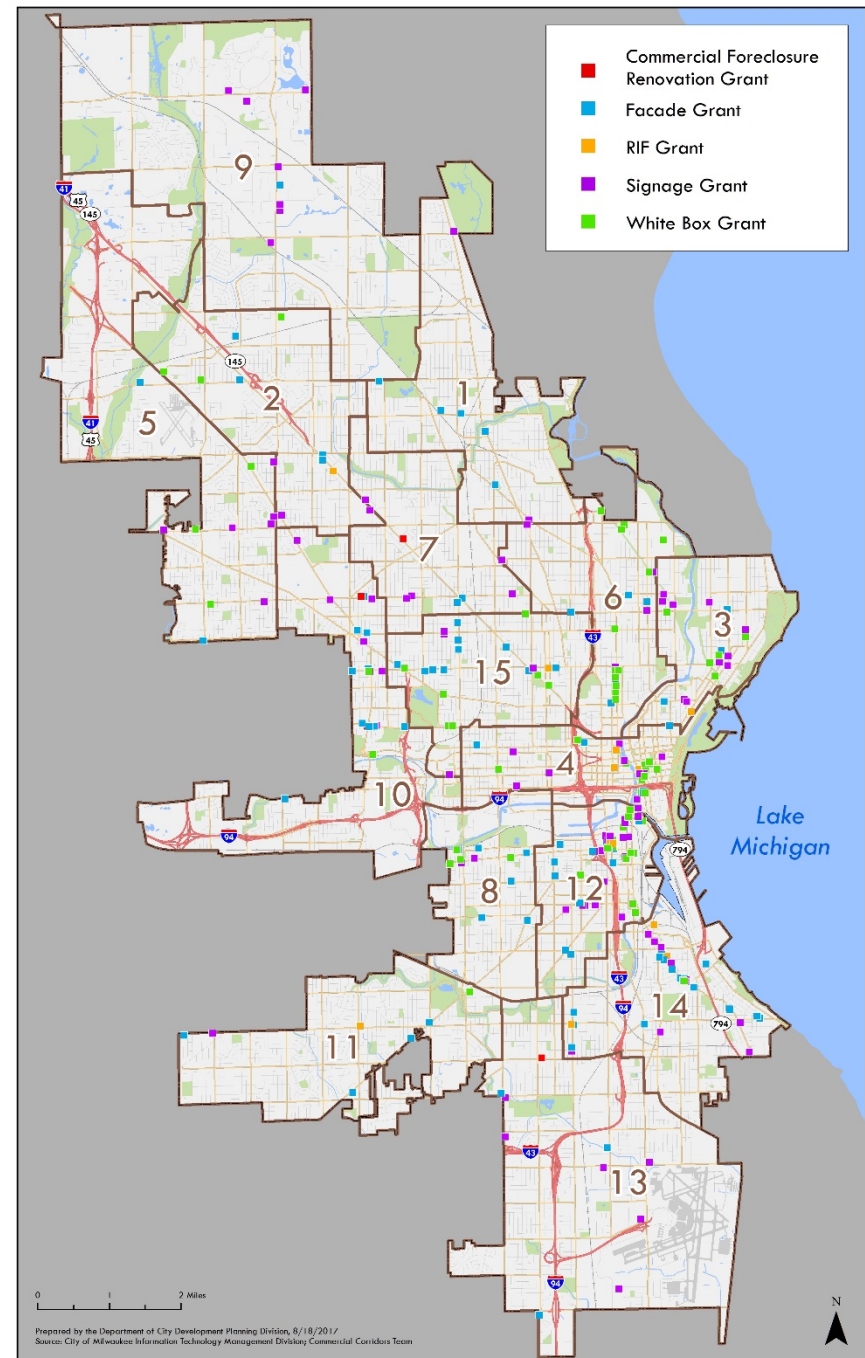 Commercial Foreclosure
Renovation Grant
Facade Grant
RIF Grant
Signage Grant
White Box Grant
9
41
45
145
145
1
2
5
41
45
7
6
3
43
15
4
10
94
94
Lake
Michigan
794
8
12
43
94
14
794
11
43
13
94
0
2 Miles
N
Prepared by the Department of City Development Planning Division, 8/18/2017
Source: City of Milwaukee Information Technology Management Division; Commercial Corridors Team